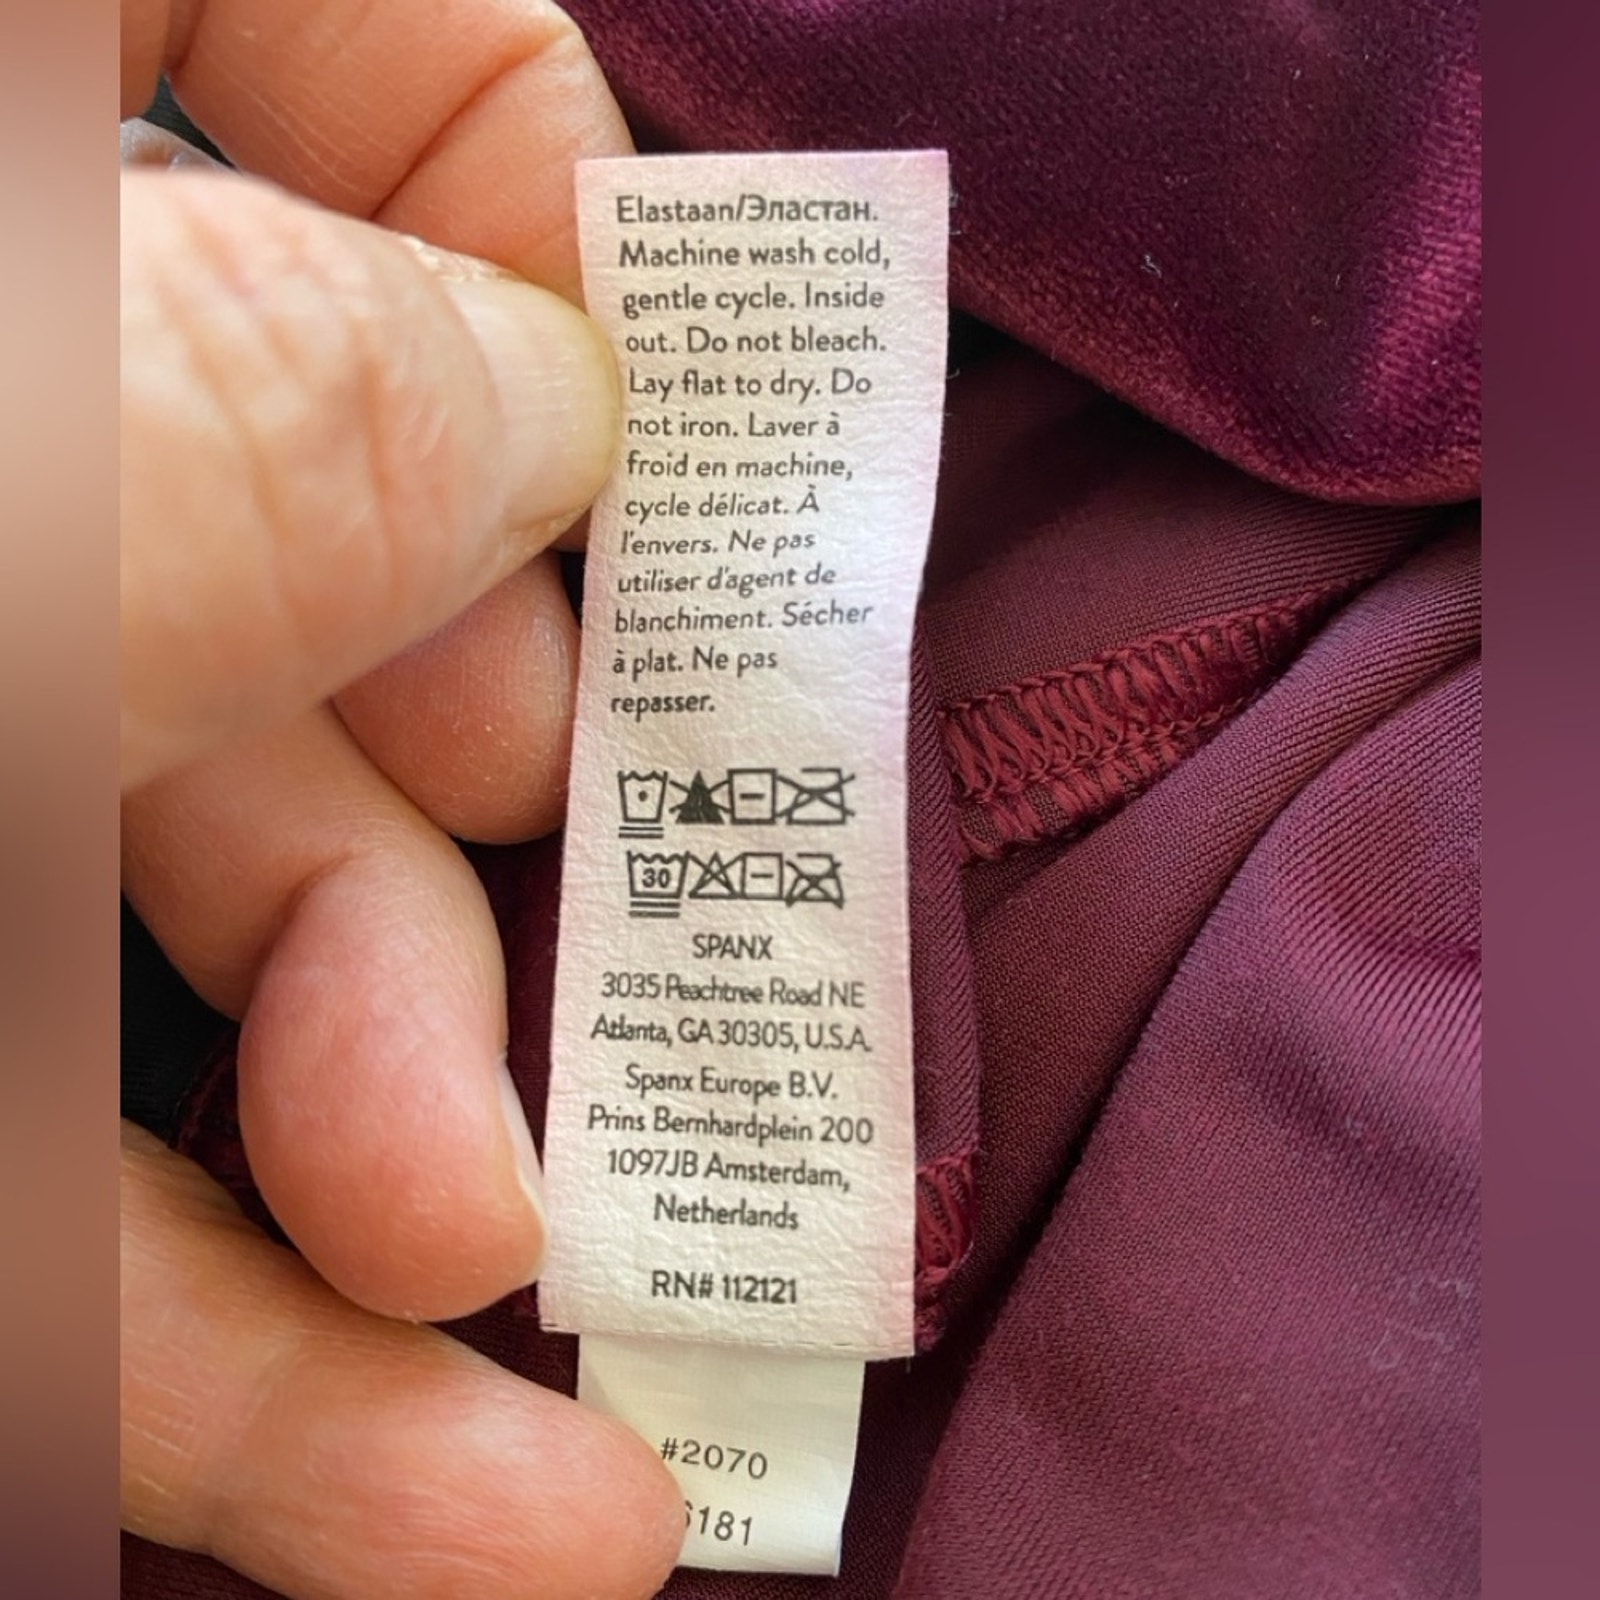 Elastaan/Эластан.
Machine wash cold,
gentle cycle. Inside
out. Do not bleach.
Lay flat to dry. Do
not iron. Laver à
froid en machine,
cycle délicat. À
l'envers. Ne pas
utiliser d'agent de
blanchiment. Sécher
à plat. Ne pas
repasser.
30
SPANX
3035 Peachtree Road NE
Atlanta, GA 30305, U.S.A.
Spanx Europe B.V.
Prins Bernhardplein 200
1097JB Amsterdam,
Netherlands
RN# 112121
#2070